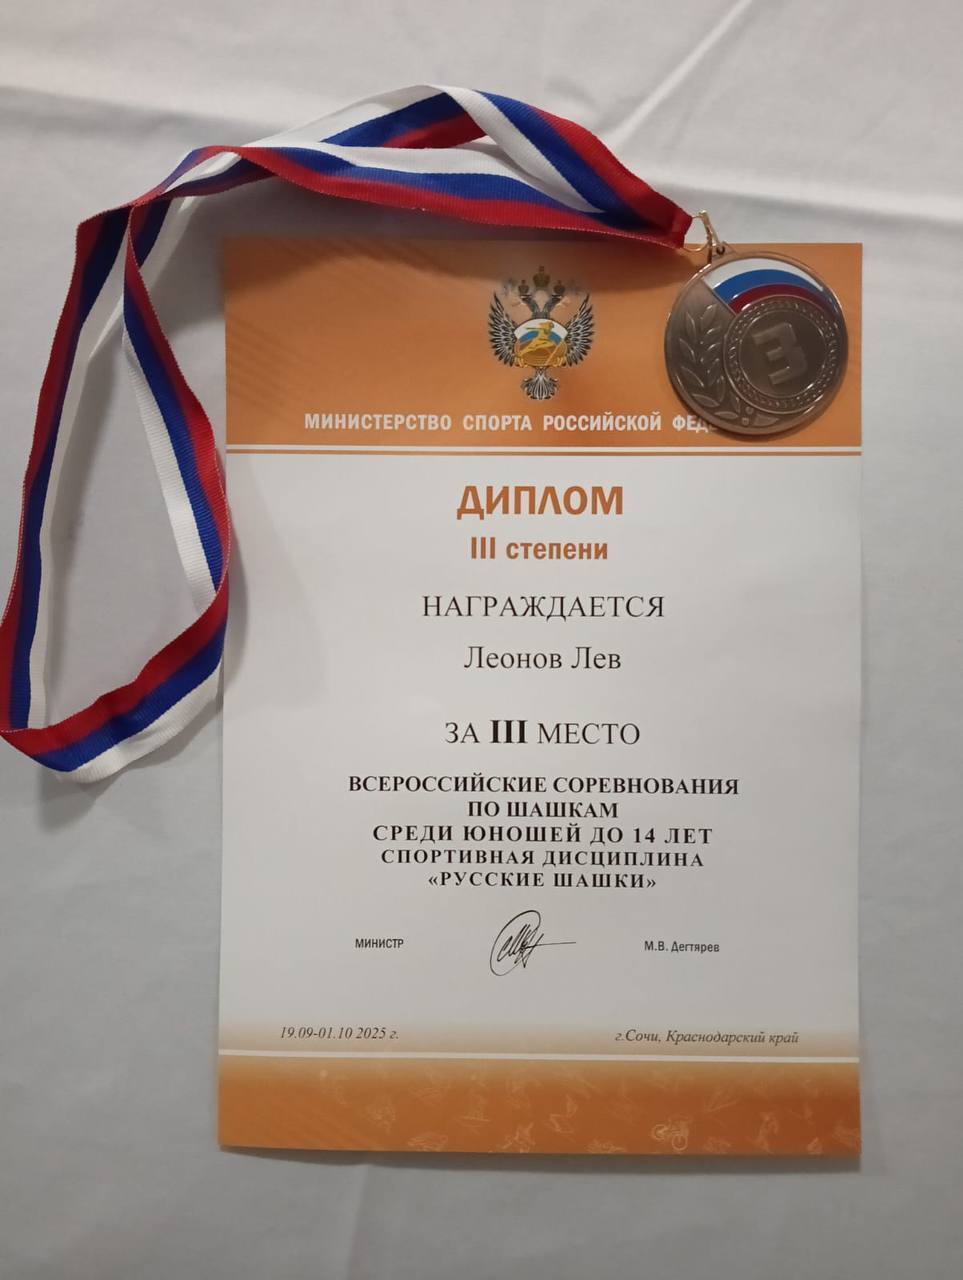 МИНИСТЕРСТВО СПОРТА РОССИЙСКОЙ
3
ДИПЛОМ
III степени
НАГРАЖДАЕТСЯ
Леонов Лев
ЗА III МЕСТО
ВСЕРОССИЙСКИЕ СОРЕВНОВАНИЯ
ПО ШАШКАМ
СРЕДИ ЮНОШЕЙ ДО 14 ЛЕТ
СПОРТИВНАЯ ДИСЦИПЛИНА
«РУССКИЕ ШАШКИ»
МИНИСТР М.В. Дегтярев
19.09-01.10 2025 г. г.Сочи, Краснодарский край